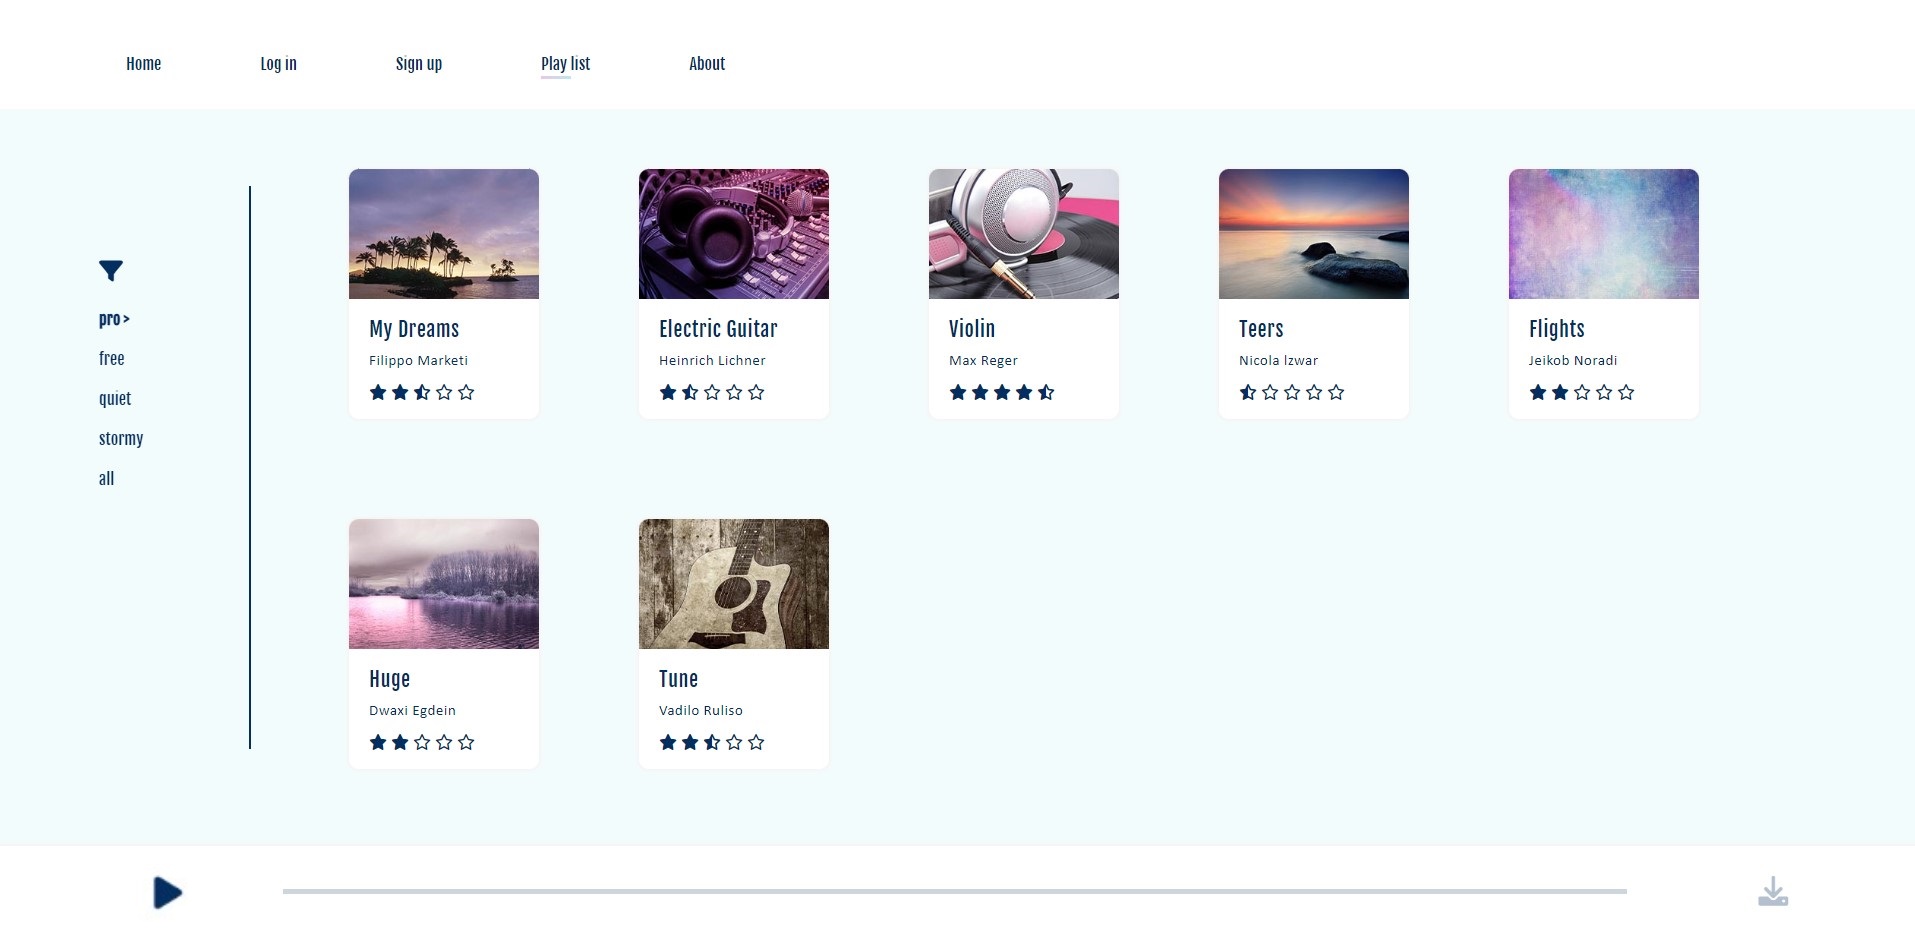 Home Log in Sign up Play list About
pro >
free
quiet
stormy
all
My Dreams
Filippo Marketi
Electric Guitar
Heinrich Lichner
Violin
Max Reger
Teers
Nicola lzwar
Flights
Jeikob Noradi
Huge
Dwaxi Egdein
Tune
Vadilo Ruliso